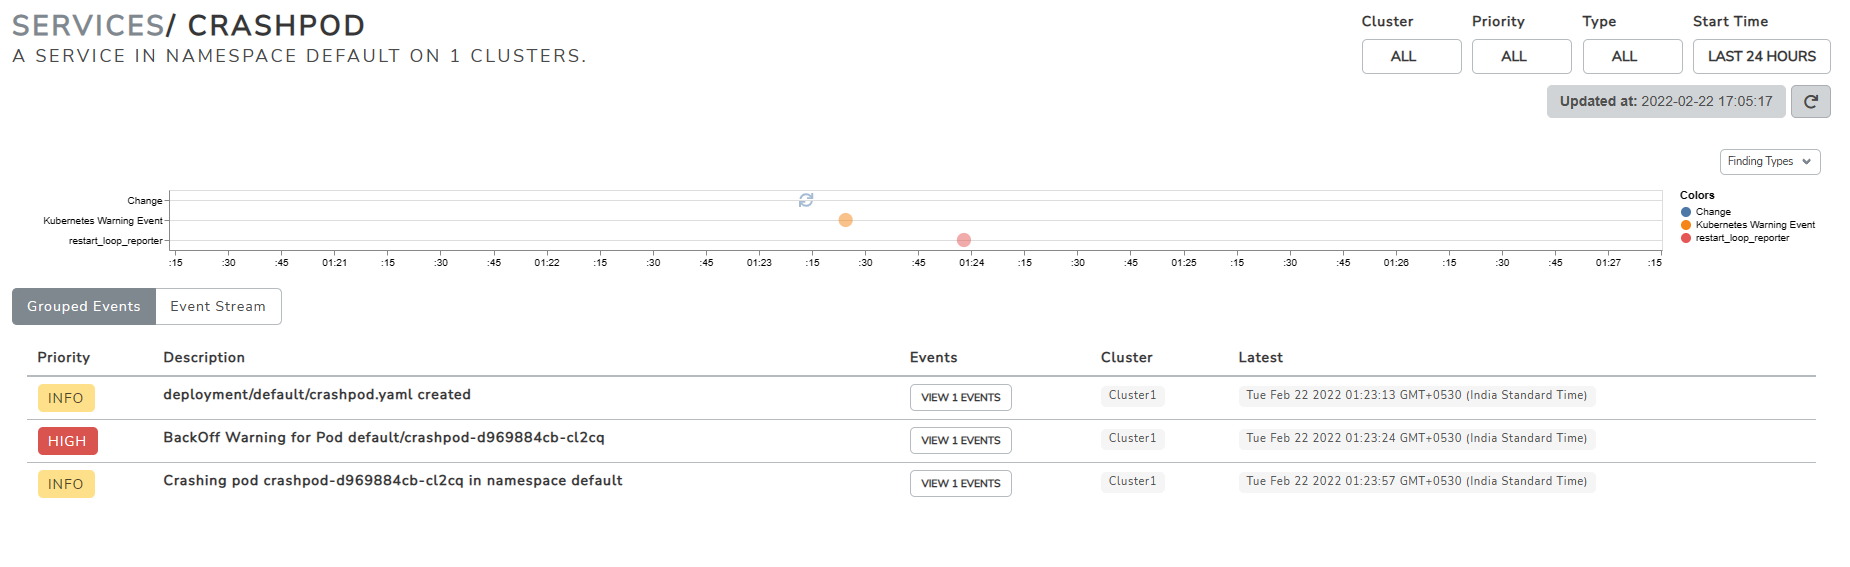 SERVICES/ CRASHPOD
A SERVICE IN NAMESPACE DEFAULT ON 1 CLUSTERS.
Cluster Priority Type Start Time
ALL ALL ALL LAST 24 HOURS
Updated at: 2022-02-22 17:05:17
Finding Types
Change
Kubernetes Warning Event
restart_loop_reporter
:15 :30 :45 01:21 :15 :30 :45 01:22 :15 :30 :45 01:23 :15 :30 :45 01:24 :15 :30 :45 01:25 :15 :30 :45 01:26 :15 :30 :45 01:27 :15
Colors
Change
Kubernetes Warning Event
restart_loop_reporter
Grouped Events Event Stream
Priority Description Events Cluster Latest
INFO deployment/default/crashpod.yaml created VIEW 1 EVENTS Cluster1 Tue Feb 22 2022 01:23:13 GMT+0530 (India Standard Time)
HIGH BackOff Warning for Pod default/crashpod-d969884cb-cl2cq VIEW 1 EVENTS Cluster1 Tue Feb 22 2022 01:23:24 GMT+0530 (India Standard Time)
INFO Crashing pod crashpod-d969884cb-cl2cq in namespace default VIEW 1 EVENTS Cluster1 Tue Feb 22 2022 01:23:57 GMT+0530 (India Standard Time)